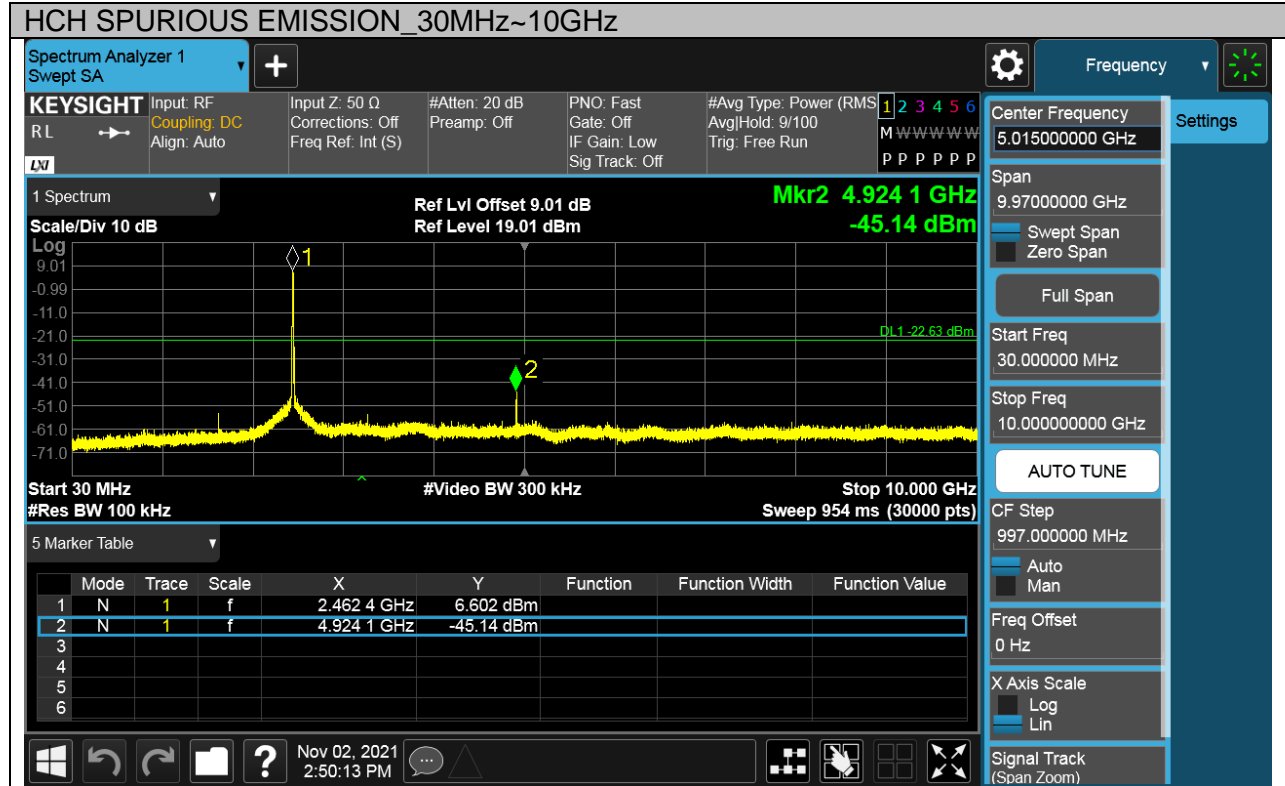 HCH SPURIOUS EMISSION_30MHz~10GHz
Spectrum Analyzer 1
Swept SA
Frequency
KEYSIGHT
RL
LXI
Input: RF
Coupling: DC
Align: Auto
Input Z: 50 Ω
Corrections: Off
Freq Ref: Int (S)
#Atten: 20 dB
Preamp: Off
PNO: Fast
Gate: Off
IF Gain: Low
Sig Track: Off
#Avg Type: Power (RMS
Avg|Hold: 9/100
Trig: Free Run
1 2 3 4 5 6
M W W W W W
P P P P P P
Settings
Center Frequency
5.015000000 GHz
Span
9.97000000 GHz
Swept Span
Zero Span
Full Span
Start Freq
30.000000 MHz
Stop Freq
10.000000000 GHz
AUTO TUNE
CF Step
997.000000 MHz
Auto
Man
Freq Offset
0 Hz
X Axis Scale
Log
Lin
Signal Track
(Span Zoom)
1 Spectrum
Scale/Div 10 dB
Ref Lvl Offset 9.01 dB
Ref Level 19.01 dBm
Mkr2 4.924 1 GHz
-45.14 dBm
Log
9.01
-0.99
-11.0
-21.0
-31.0
-41.0
-51.0
-61.0
-71.0
1
2
DL1 -22.63 dBm
Start 30 MHz
#Video BW 300 kHz
Stop 10.000 GHz
#Res BW 100 kHz
Sweep 954 ms (30000 pts)
5 Marker Table
Mode Trace Scale X Y Function Function Width Function Value
1 N 1 f 2.462 4 GHz 6.602 dBm
2 N 1 f 4.924 1 GHz -45.14 dBm
3
4
5
6
?
Nov 02, 2021
2:50:13 PM